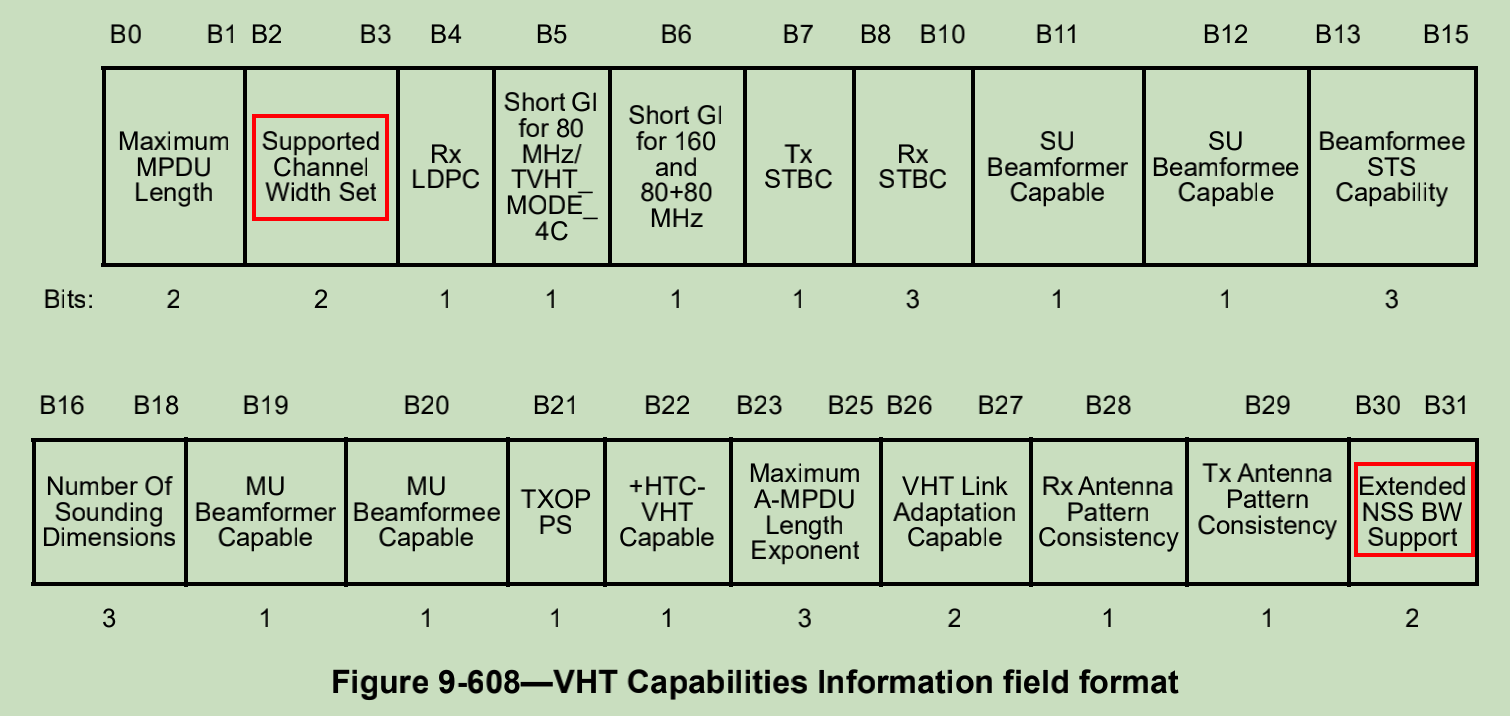 B0 B1 B2 B3 B4 B5 B6 B7 B8 B10 B11 B12 B13 B15
Maximum
MPDU
Length
Supported
Channel
Width Set
Rx
LDPC
Short GI
for 80
MHz/
TVHT_
MODE_
4C
Short GI
for 160
and
80+80
MHz
Tx
STBC
Rx
STBC
SU
Beamformer
Capable
SU
Beamformee
Capable
Beamformee
STS
Capability
Bits: 2 2 1 1 1 1 3 1 1 3
B16 B18 B19 B20 B21 B22 B23 B25 B26 B27 B28 B29 B30 B31
Number Of
Sounding
Dimensions
MU
Beamformer
Capable
MU
Beamformee
Capable
TXOP
PS
+HTC-
VHT
Capable
Maximum
A-MPDU
Length
Exponent
VHT Link
Adaptation
Capable
Rx Antenna
Pattern
Consistency
Tx Antenna
Pattern
Consistency
Extended
NSS BW
Support
3 1 1 1 1 3 2 1 1 2
Figure 9-608—VHT Capabilities Information field format